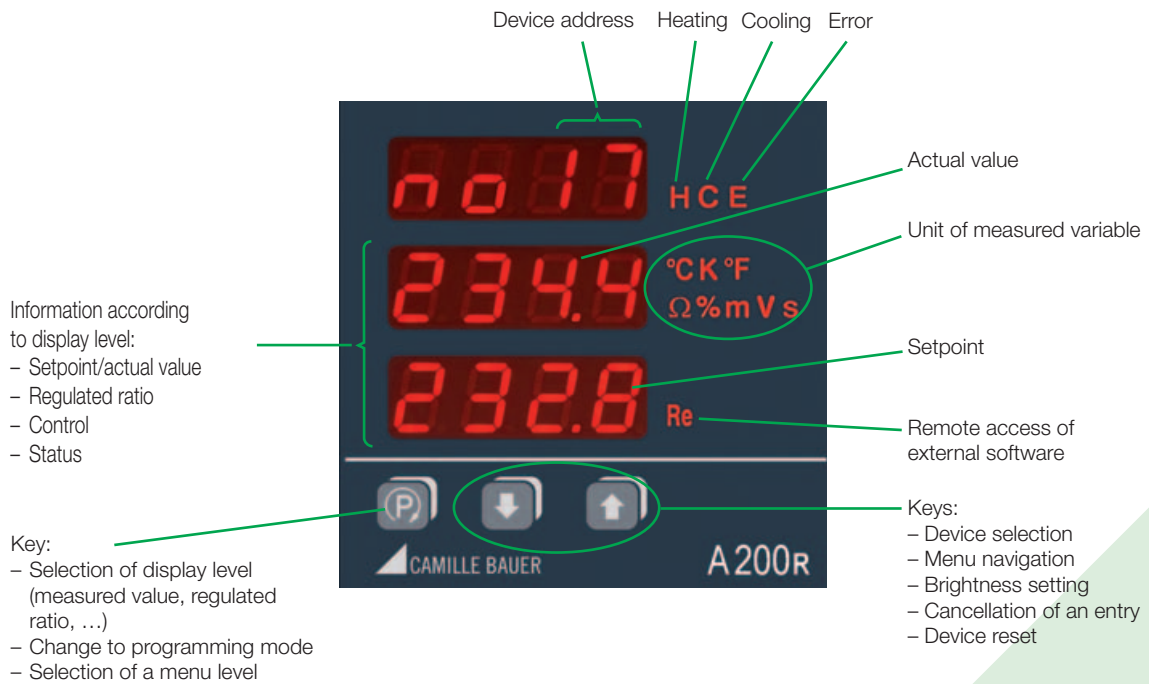 Device address
Heating
Cooling
Error
no17
H C E
Actual value
234.4
°C K °F
Ω % m V s
Unit of measured variable
Information according
to display level:
– Setpoint/actual value
– Regulated ratio
– Control
– Status
232.8
Setpoint
Re
Remote access of
external software
P
CAMILLE BAUER
A200R
Key:
– Selection of display level
(measured value, regulated
ratio, …)
– Change to programming mode
– Selection of a menu level
Keys:
– Device selection
– Menu navigation
– Brightness setting
– Cancellation of an entry
– Device reset